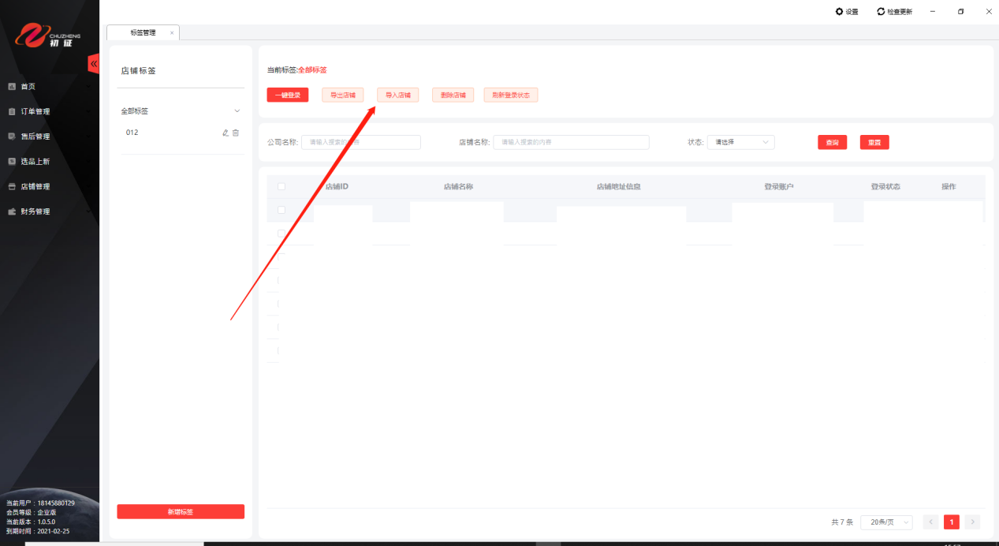 设置 检查更新
CHUZHENG
初证
标签管理
首页
订单管理
售后管理
选品上新
店铺管理
财务管理
当前用户：18145880129
会员等级：企业版
当前版本：1.0.5.0
到期时间：2021-02-25
店铺标签
全部标签
012
新增标签
当前标签:全部标签
一键登录 导出店铺 导入店铺 删除店铺 刷新登录状态
公司名称: 请输入搜索的内容 店铺名称: 请输入搜索的内容 状态: 请选择 查询 重置
店铺ID 店铺名称 店铺地址信息 登录账户 登录状态 操作
共 7 条 20条/页 1